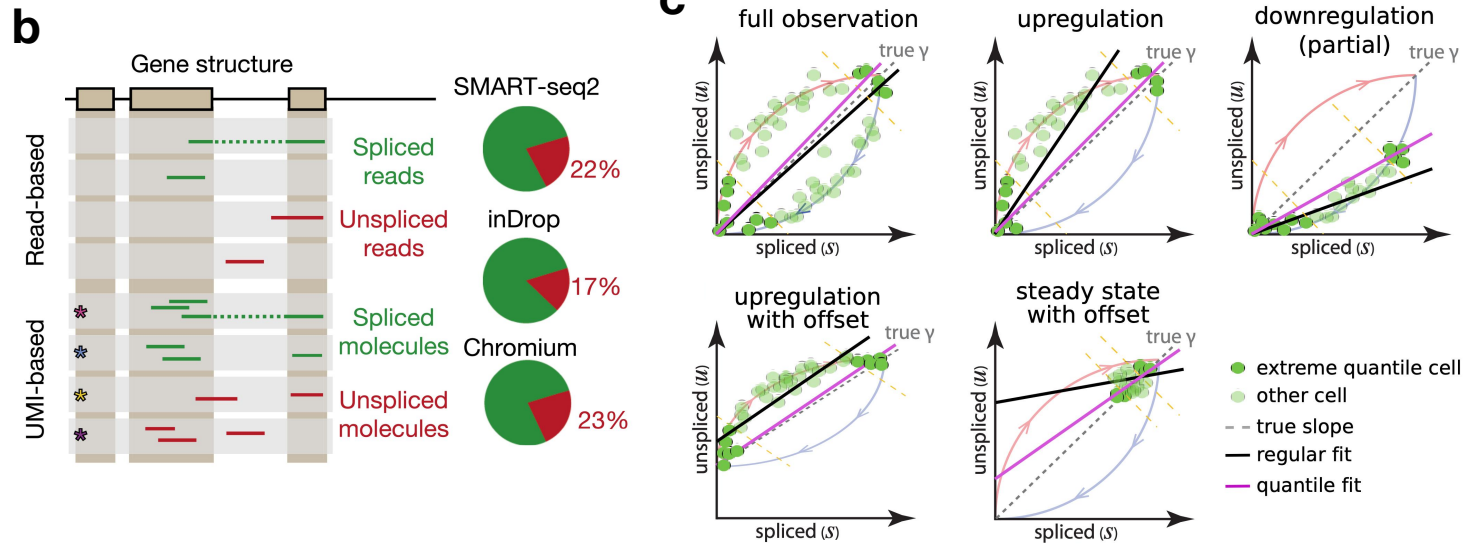 b
Gene structure
Read-based
Spliced
reads
Unspliced
reads
UMI-based
*
*
*
*
Spliced
molecules
Unspliced
molecules
SMART-seq2
22%
inDrop
17%
Chromium
23%
c
full observation
true γ
unspliced (u)
spliced (s)
upregulation
true γ
unspliced (u)
spliced (s)
downregulation
(partial)
true γ
unspliced (u)
spliced (s)
upregulation
with offset
true γ
unspliced (u)
spliced (s)
steady state
with offset
true γ
unspliced (u)
spliced (s)
extreme quantile cell
other cell
true slope
regular fit
quantile fit